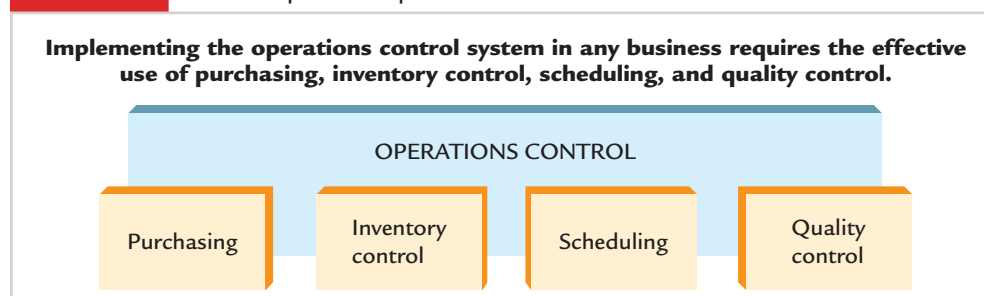 Implementing the operations control system in any business requires the effective
use of purchasing, inventory control, scheduling, and quality control.
OPERATIONS CONTROL
Purchasing
Inventory
control
Scheduling
Quality
control